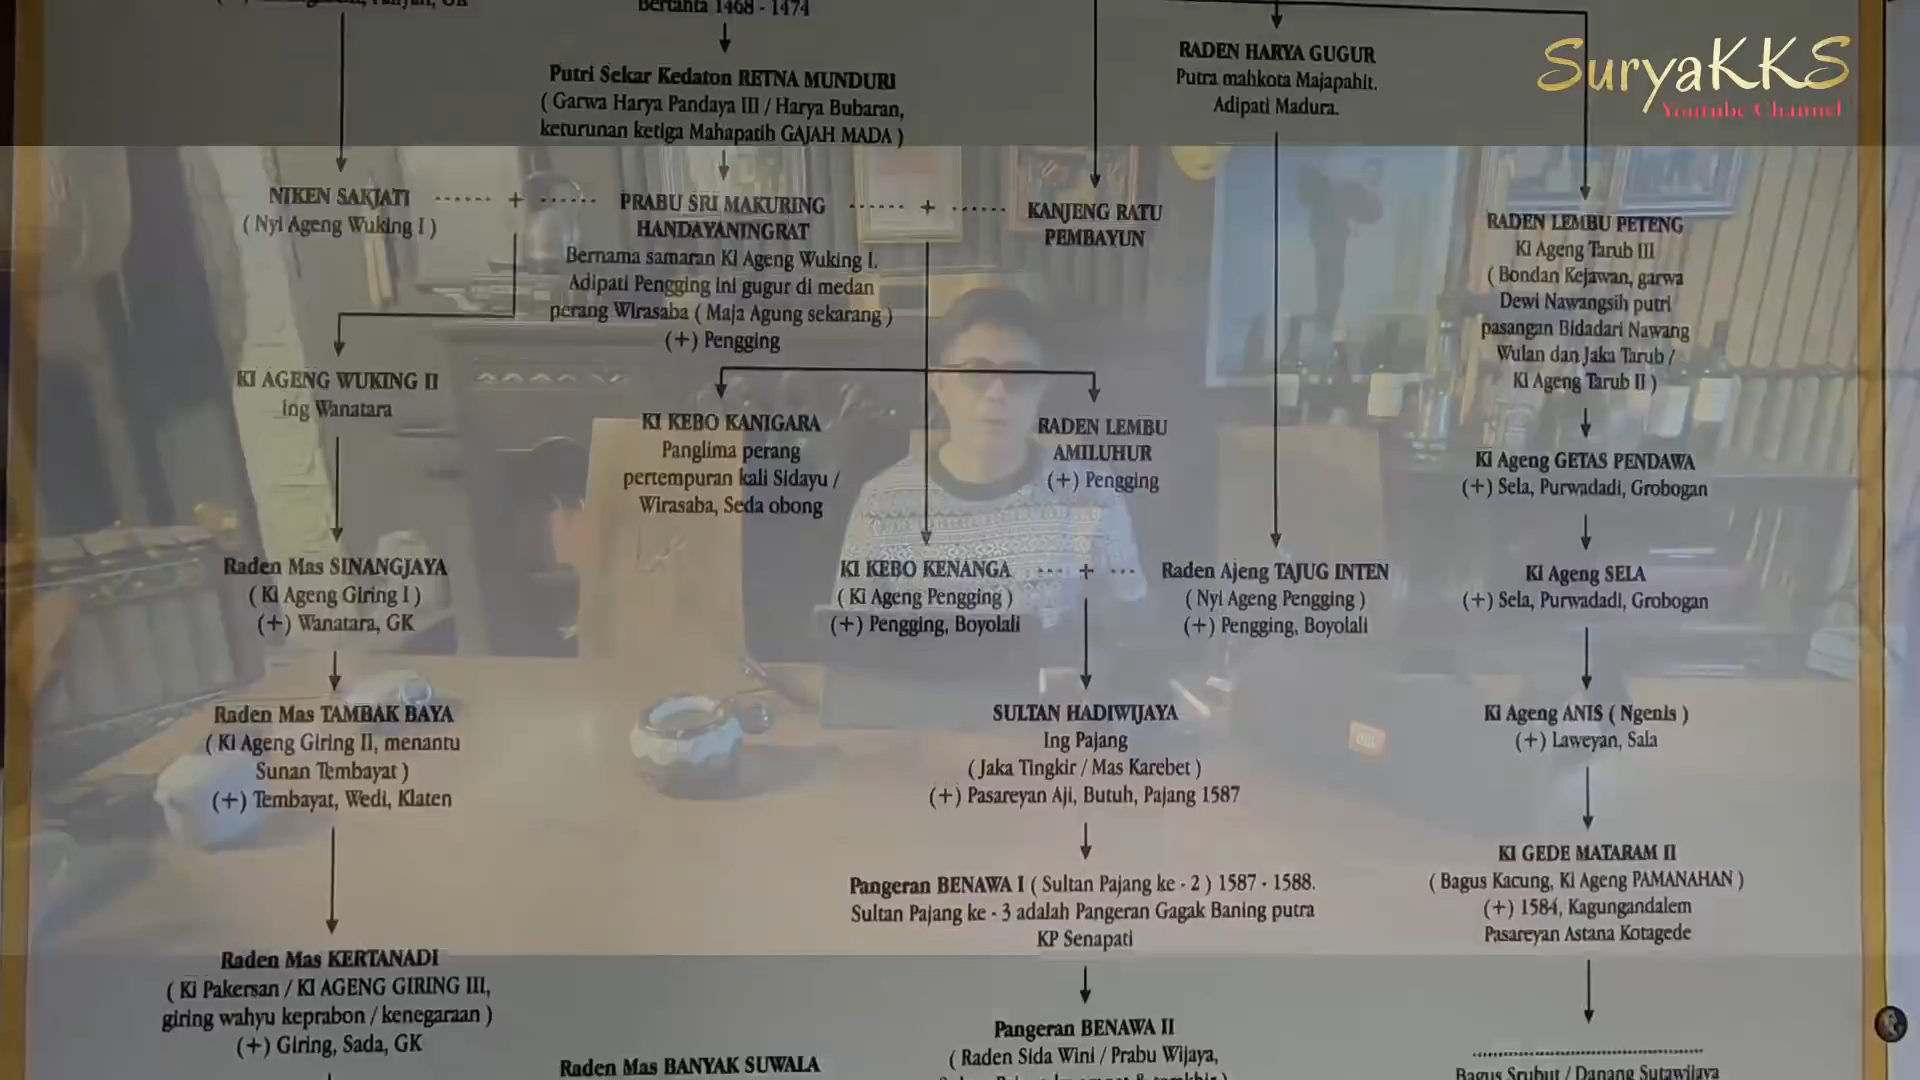 Bertahta 1468 - 1474
SuryaKKS
Youtube Channel
Putri Sekar Kedaton RETNA MUNDURI
( Garwa Harya Pandaya III / Harya Bubaran,
keturunan ketiga Mahapatih GAJAH MADA )
RADEN HARYA GUGUR
Putra mahkota Majapahit.
Adipati Madura.
NIKEN SAKJATI
( Nyi Ageng Wuking I )
+
PRABU SRI MAKURING
HANDAYANINGRAT
Bernama samaran Ki Ageng Wuking I.
Adipati Pengging ini gugur di medan
perang Wirasaba ( Maja Agung sekarang )
(+) Pengging
+
KANJENG RATU
PEMBAYUN
RADEN LEMBU PETENG
Ki Ageng Tarub III
( Bondan Kejawan, garwa
Dewi Nawangsih putri
pasangan Bidadari Nawang
Wulan dan Jaka Tarub /
Ki Ageng Tarub II )
KI AGENG WUKING II
ing Wanatara
KI KEBO KANIGARA
Panglima perang
pertempuran kali Sidayu /
Wirasaba, Seda obong
RADEN LEMBU
AMILUHUR
(+) Pengging
Ki Ageng GETAS PENDAWA
(+) Sela, Purwadadi, Grobogan
Raden Mas SINANGJAYA
( Ki Ageng Giring I )
(+) Wanatara, GK
KI KEBO KENANGA
( Ki Ageng Pengging )
(+) Pengging, Boyolali
+
Raden Ajeng TAJUG INTEN
( Nyi Ageng Pengging )
(+) Pengging, Boyolali
Ki Ageng SELA
(+) Sela, Purwadadi, Grobogan
Raden Mas TAMBAK BAYA
( Ki Ageng Giring II, menantu
Sunan Tembayat )
(+) Tembayat, Wedi, Klaten
SULTAN HADIWIJAYA
Ing Pajang
( Jaka Tingkir / Mas Karebet )
(+) Pasareyan Aji, Butuh, Pajang 1587
Ki Ageng ANIS ( Ngenis )
(+) Laweyan, Sala
Pangeran BENAWA I ( Sultan Pajang ke - 2 ) 1587 - 1588.
Sultan Pajang ke - 3 adalah Pangeran Gagak Baning putra
KP Senapati
KI GEDE MATARAM II
( Bagus Kacung, Ki Ageng PAMANAHAN )
(+) 1584, Kagungandalem
Pasareyan Astana Kotagede
Raden Mas KERTANADI
( Ki Pakersan / KI AGENG GIRING III,
giring wahyu keprabon / kenegaraan )
(+) Giring, Sada, GK
Raden Mas BANYAK SUWALA
Pangeran BENAWA II
( Raden Sida Wini / Prabu Wijaya,
Bagus Srubut / Danang Sutawijaya